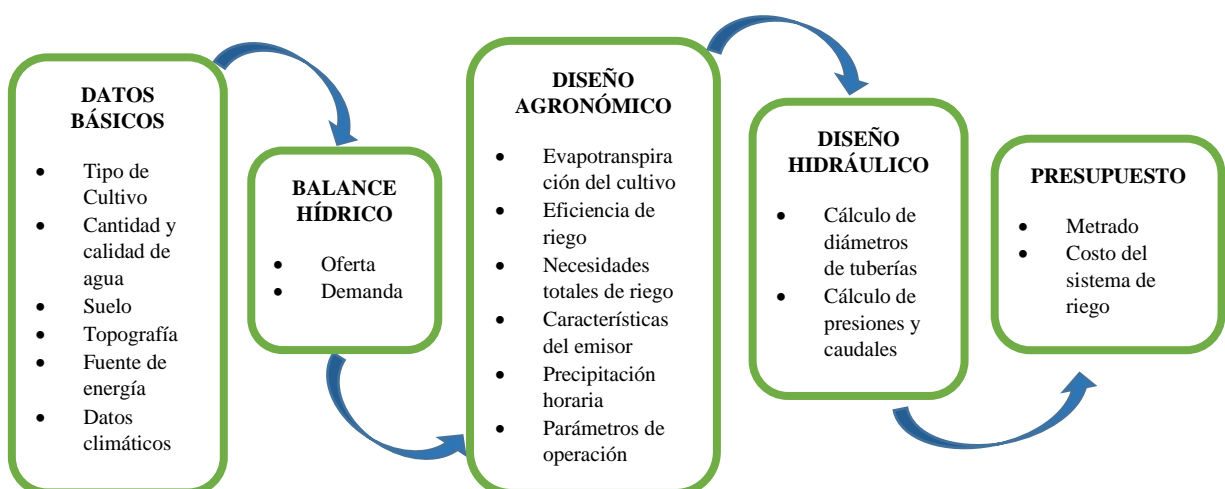 DATOS
BÁSICOS
• Tipo de
Cultivo
• Cantidad y
calidad de
agua
• Suelo
• Topografía
• Fuente de
energía
• Datos
climáticos
BALANCE
HÍDRICO
• Oferta
• Demanda
DISEÑO
AGRONÓMICO
• Evapotranspira
ción del cultivo
• Eficiencia de
riego
• Necesidades
totales de riego
• Características
del emisor
• Precipitación
horaria
• Parámetros de
operación
DISEÑO
HIDRÁULICO
• Cálculo de
diámetros
de tuberías
• Cálculo de
presiones y
caudales
PRESUPUESTO
• Metrado
• Costo del
sistema de
riego